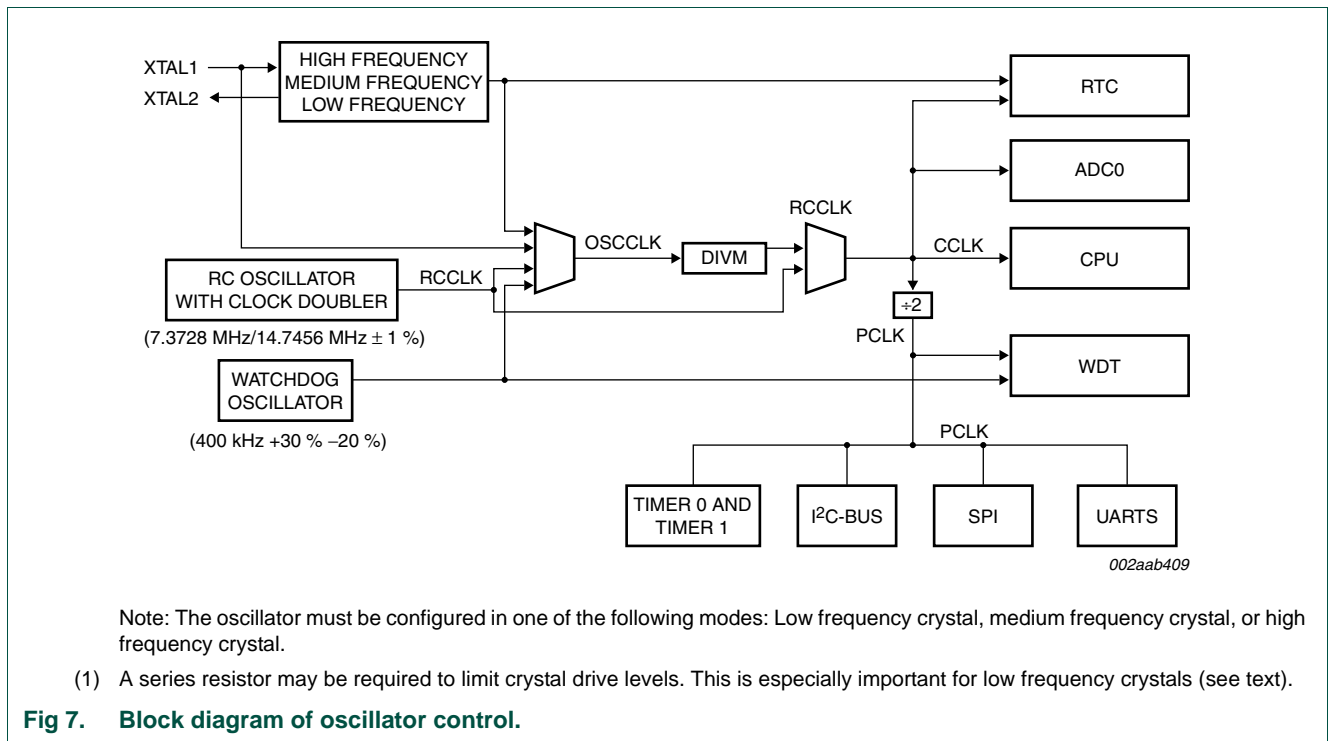 XTAL1
XTAL2
HIGH FREQUENCY
MEDIUM FREQUENCY
LOW FREQUENCY
RTC
ADC0
RCCLK
OSCCLK
DIVM
CCLK
CPU
RC OSCILLATOR
WITH CLOCK DOUBLER
RCCLK
(7.3728 MHz/14.7456 MHz ± 1 %)
÷2
PCLK
WDT
WATCHDOG
OSCILLATOR
(400 kHz +30 % −20 %)
PCLK
TIMER 0 AND
TIMER 1
I²C-BUS
SPI
UARTS
002aab409
Note: The oscillator must be configured in one of the following modes: Low frequency crystal, medium frequency crystal, or high
frequency crystal.
(1) A series resistor may be required to limit crystal drive levels. This is especially important for low frequency crystals (see text).
Fig 7. Block diagram of oscillator control.